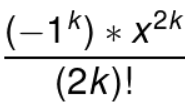 (−1^k) * x^{2k}
(2k)!